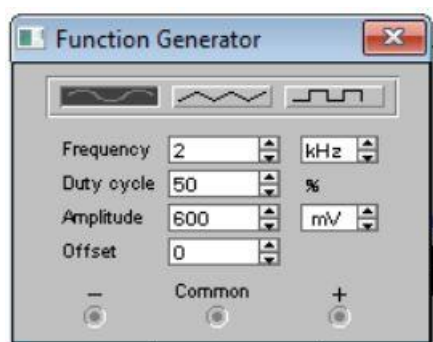 Function Generator
Frequency 2 kHz
Duty cycle 50 %
Amplitude 600 mV
Offset 0
− Common +